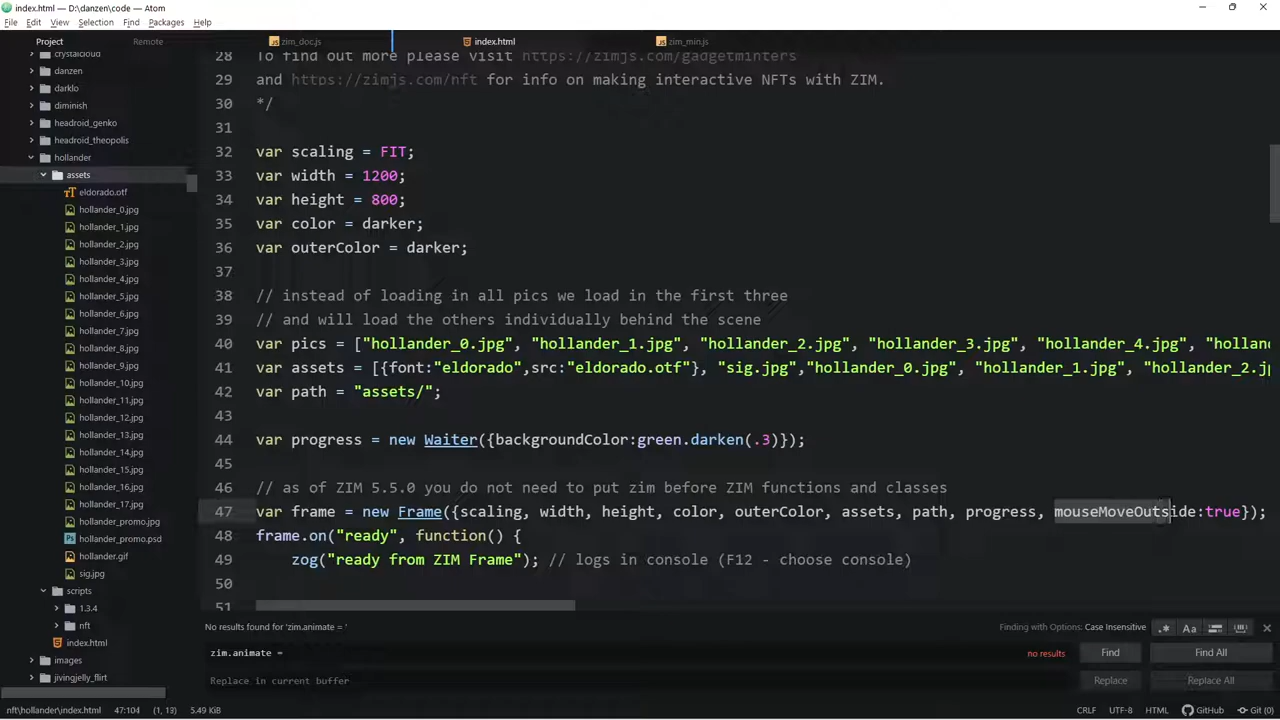 index.html — D:\danzen\code — Atom
File Edit View Selection Find Packages Help
Project Remote
zim_doc.js index.html zim_min.js
crystalcloud
danzen
darklo
diminish
headroid_genko
headroid_theopolis
hollander
assets
eldorado.otf
hollander_0.jpg
hollander_1.jpg
hollander_2.jpg
hollander_3.jpg
hollander_4.jpg
hollander_5.jpg
hollander_6.jpg
hollander_7.jpg
hollander_8.jpg
hollander_9.jpg
hollander_10.jpg
hollander_11.jpg
hollander_12.jpg
hollander_13.jpg
hollander_14.jpg
hollander_15.jpg
hollander_16.jpg
hollander_17.jpg
hollander_promo.jpg
hollander_promo.psd
hollander.gif
sig.jpg
scripts
1.3.4
nft
index.html
images
jivingjelly_flirt
28 To find out more please visit https://zimjs.com/gadgetminters
29 and https://zimjs.com/nft for info on making interactive NFTs with ZIM.
30 */
31
32 var scaling = FIT;
33 var width = 1200;
34 var height = 800;
35 var color = darker;
36 var outerColor = darker;
37
38 // instead of loading in all pics we load in the first three
39 // and will load the others individually behind the scene
40 var pics = ["hollander_0.jpg", "hollander_1.jpg", "hollander_2.jpg", "hollander_3.jpg", "hollander_4.jpg", "hollan
41 var assets = [{font:"eldorado",src:"eldorado.otf"}, "sig.jpg","hollander_0.jpg", "hollander_1.jpg", "hollander_2.jp
42 var path = "assets/";
43
44 var progress = new Waiter({backgroundColor:green.darken(.3)});
45
46 // as of ZIM 5.5.0 you do not need to put zim before ZIM functions and classes
47 var frame = new Frame({scaling, width, height, color, outerColor, assets, path, progress, mouseMoveOutside:true});
48 frame.on("ready", function() {
49 zog("ready from ZIM Frame"); // logs in console (F12 - choose console)
50
51
No results found for 'zim.animate = '
Finding with Options: Case Insensitive
.* Aa
zim.animate =
no results
Find Find All
Replace in current buffer
Replace Replace All
nft\hollander\index.html 47:104 (1, 13) 5.49 KiB
CRLF UTF-8 HTML GitHub Git (0)